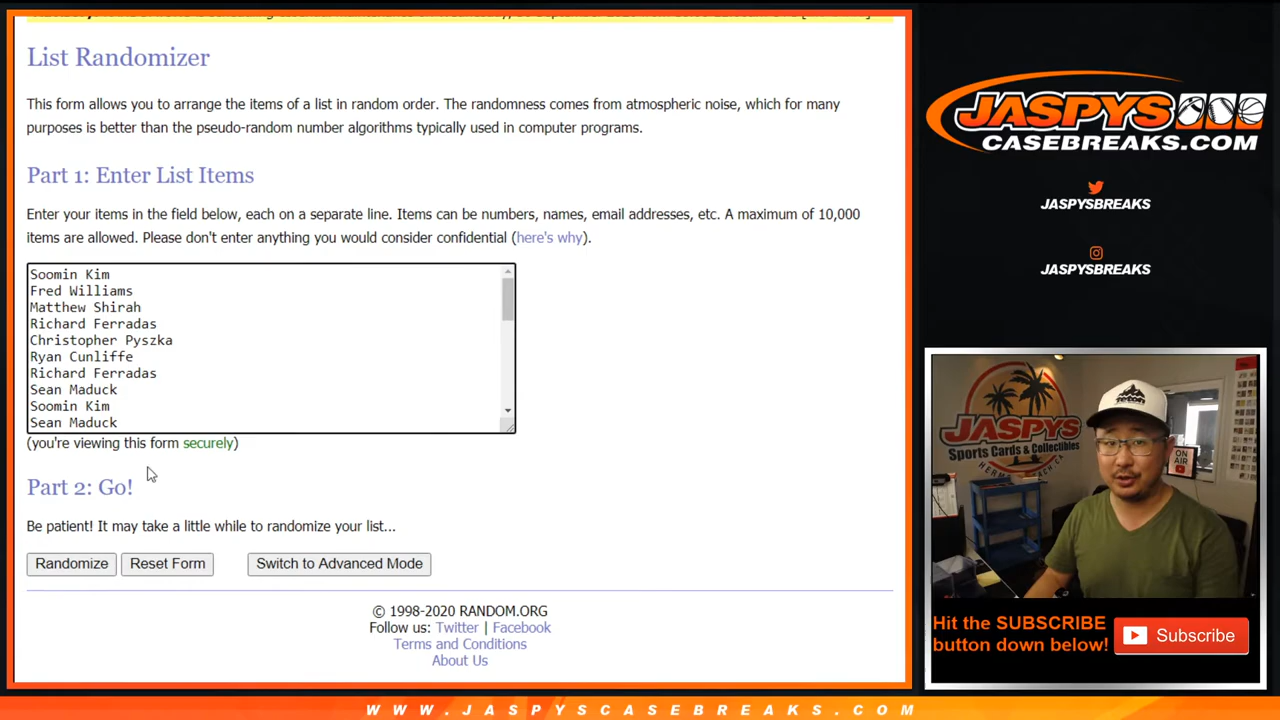 List Randomizer
This form allows you to arrange the items of a list in random order. The randomness comes from atmospheric noise, which for many
purposes is better than the pseudo-random number algorithms typically used in computer programs.
Part 1: Enter List Items
Enter your items in the field below, each on a separate line. Items can be numbers, names, email addresses, etc. A maximum of 10,000
items are allowed. Please don't enter anything you would consider confidential (here's why).
Soomin Kim
Fred Williams
Matthew Shirah
Richard Ferradas
Christopher Pyszka
Ryan Cunliffe
Richard Ferradas
Sean Maduck
Soomin Kim
Sean Maduck
(you're viewing this form securely)
Part 2: Go!
Be patient! It may take a little while to randomize your list...
Randomize
Reset Form
Switch to Advanced Mode
© 1998-2020 RANDOM.ORG
Follow us: Twitter | Facebook
Terms and Conditions
About Us
JASPYS
CASEBREAKS.COM
JASPYSBREAKS
JASPYSBREAKS
JASPYS
Sports Cards & Collectibles
ON AIR
Hit the SUBSCRIBE
button down below!
Subscribe
WWW.JASPYSCASEBREAKS.COM